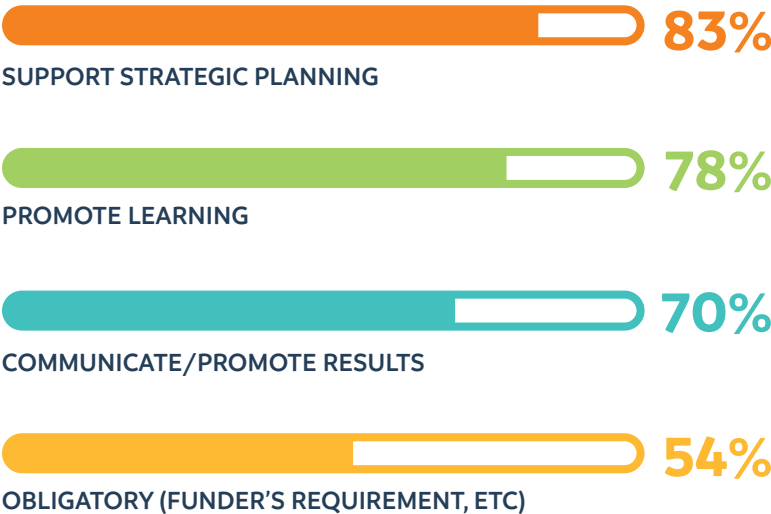 83%
SUPPORT STRATEGIC PLANNING
78%
PROMOTE LEARNING
70%
COMMUNICATE/PROMOTE RESULTS
54%
OBLIGATORY (FUNDER’S REQUIREMENT, ETC)